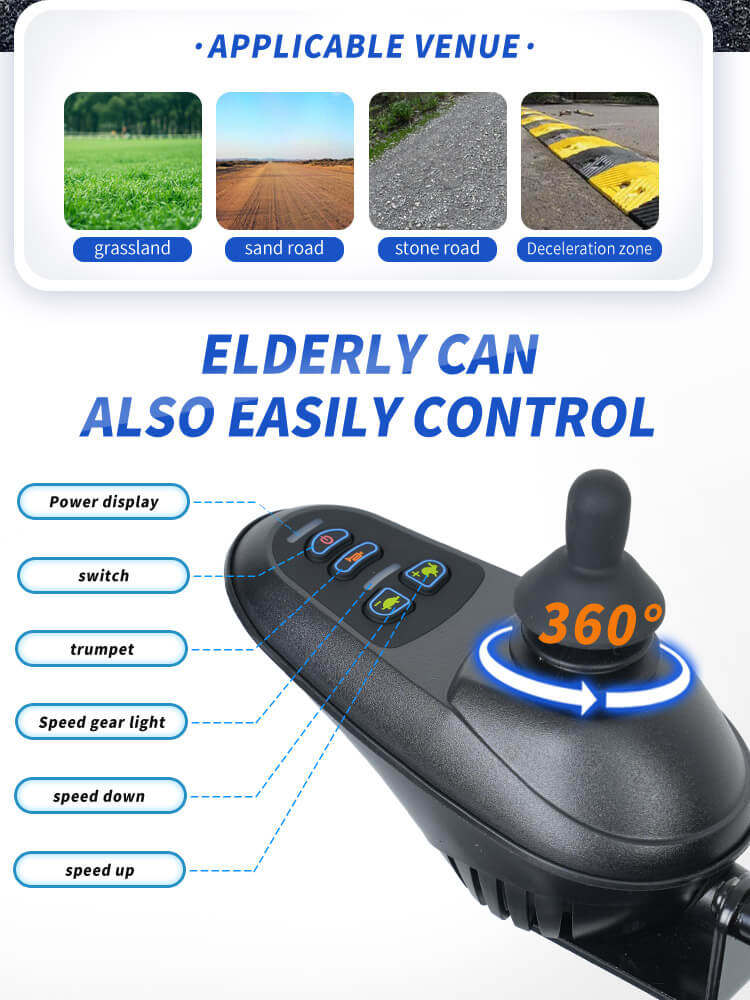 ·APPLICABLE VENUE·
grassland
sand road
stone road
Deceleration zone
ELDERLY CAN
ALSO EASILY CONTROL
Power display
switch
trumpet
Speed gear light
speed down
speed up
360°